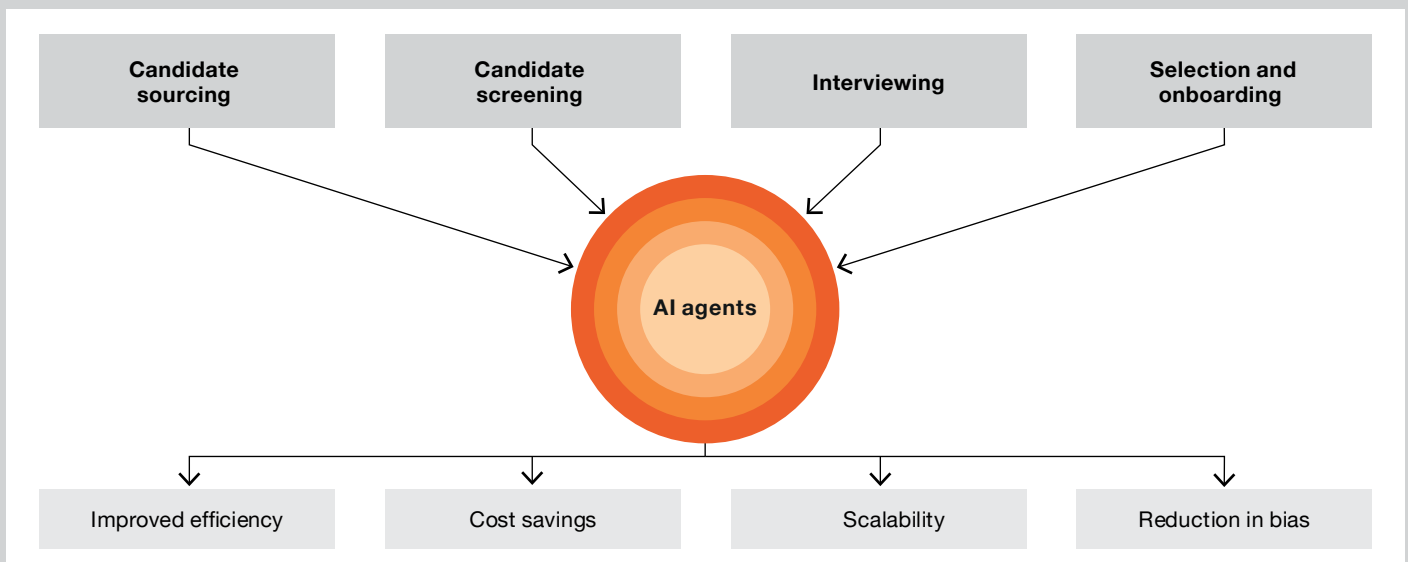 Candidate
sourcing
Candidate
screening
Interviewing
Selection and
onboarding
AI agents
Improved efficiency
Cost savings
Scalability
Reduction in bias